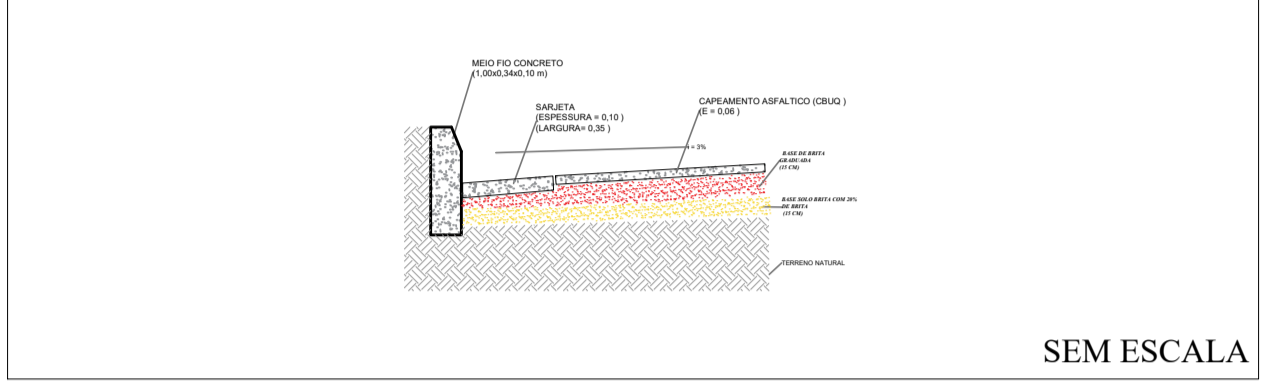 MEIO FIO CONCRETO
(1,00x0,34x0,10 m)
SARJETA
(ESPESSURA = 0,10 )
(LARGURA= 0,35 )
CAPEAMENTO ASFALTICO (CBUQ )
(E = 0,06 )
= 3%
BASE DE BRITA
GRADUADA
(15 CM)
BASE SOLO BRITA COM 20%
DE BRITA
(15 CM)
TERRENO NATURAL
SEM ESCALA